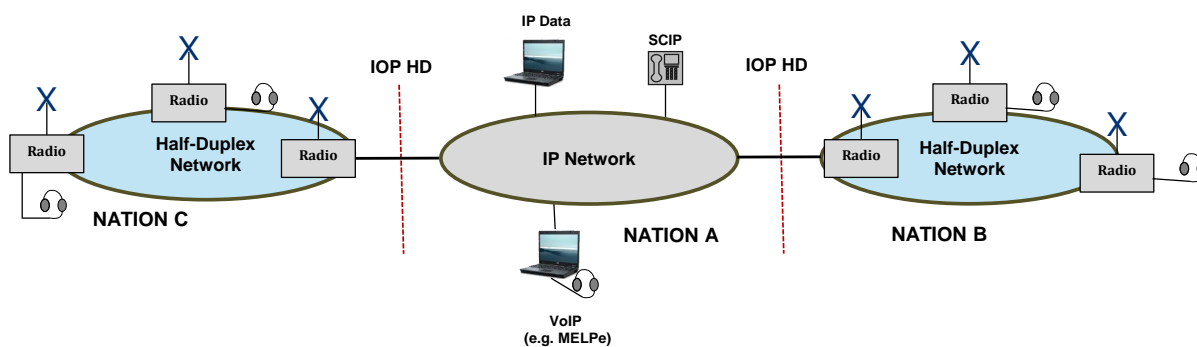 IP Data
SCIP
IOP HD
IOP HD
Radio
Radio
Radio
Half-Duplex
Network
NATION C
IP Network
NATION A
VoIP
(e.g. MELPe)
Radio
Radio
Radio
Half-Duplex
Network
NATION B